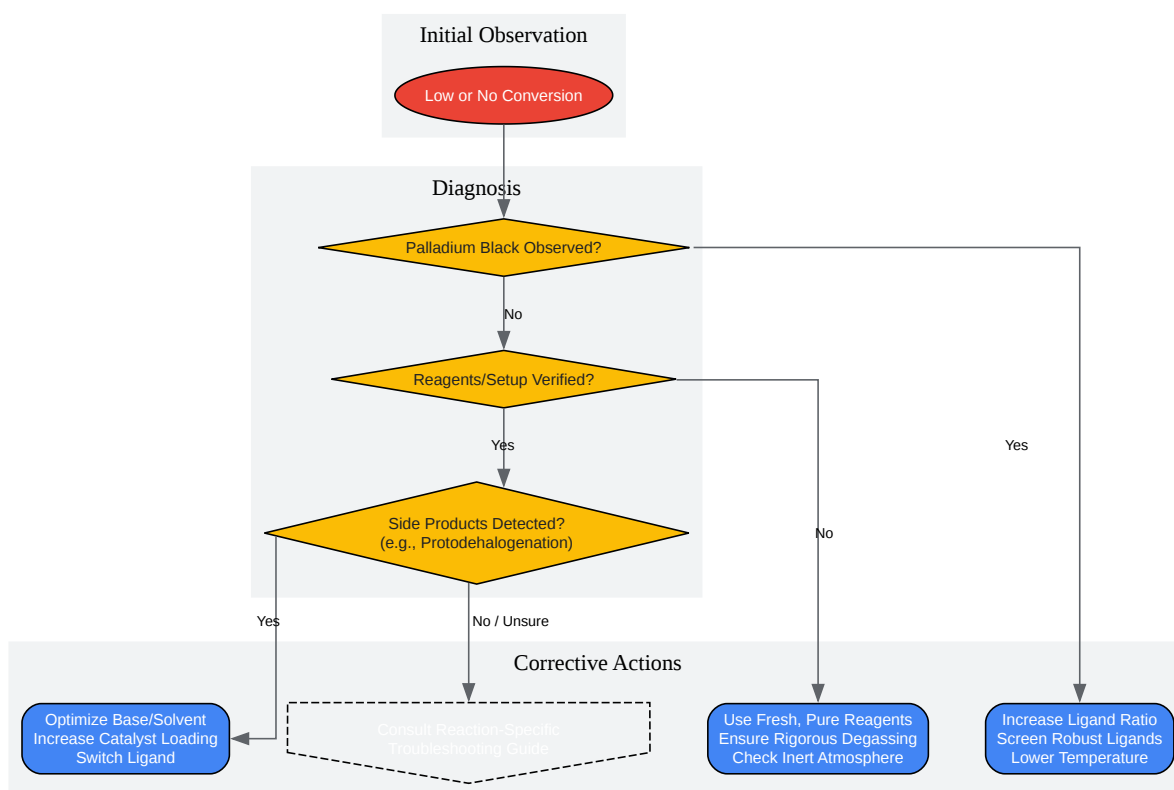 Initial Observation
Low or No Conversion
Diagnosis
Palladium Black Observed?
No
Reagents/Setup Verified?
Yes
Yes
Side Products Detected?
(e.g., Protodehalogenation)
No
Yes
No / Unsure
Corrective Actions
Optimize Base/Solvent
Increase Catalyst Loading
Switch Ligand
Consult Reaction-Specific
Troubleshooting Guide
Use Fresh, Pure Reagents
Ensure Rigorous Degassing
Check Inert Atmosphere
Increase Ligand Ratio
Screen Robust Ligands
Lower Temperature